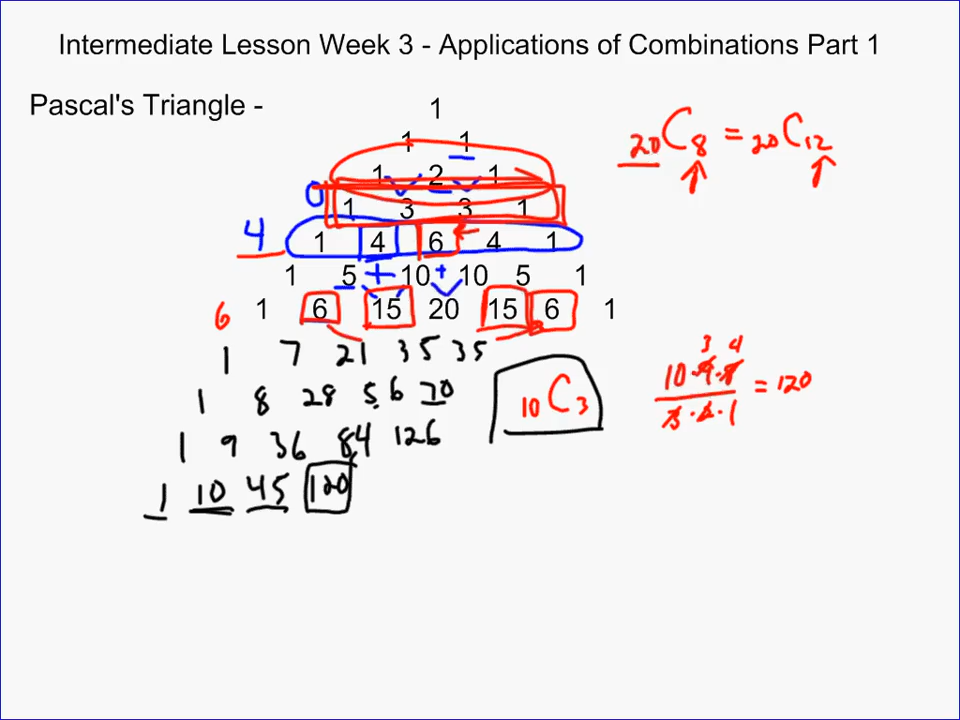 Intermediate Lesson Week 3 - Applications of Combinations Part 1
Pascal's Triangle -
1
1 1
1 2 1
0 1 3 3 1
4 1 4 6 4 1
1 5 + 10 + 10 5 1
6 1 6 15 20 15 6 1
1 7 21 35 35
1 8 28 56 70
1 9 36 84 126
1 10 45 120
20C8 = 20C12
10C3
3 4
10 · 9 · 8 = 120
3 · 2 · 1